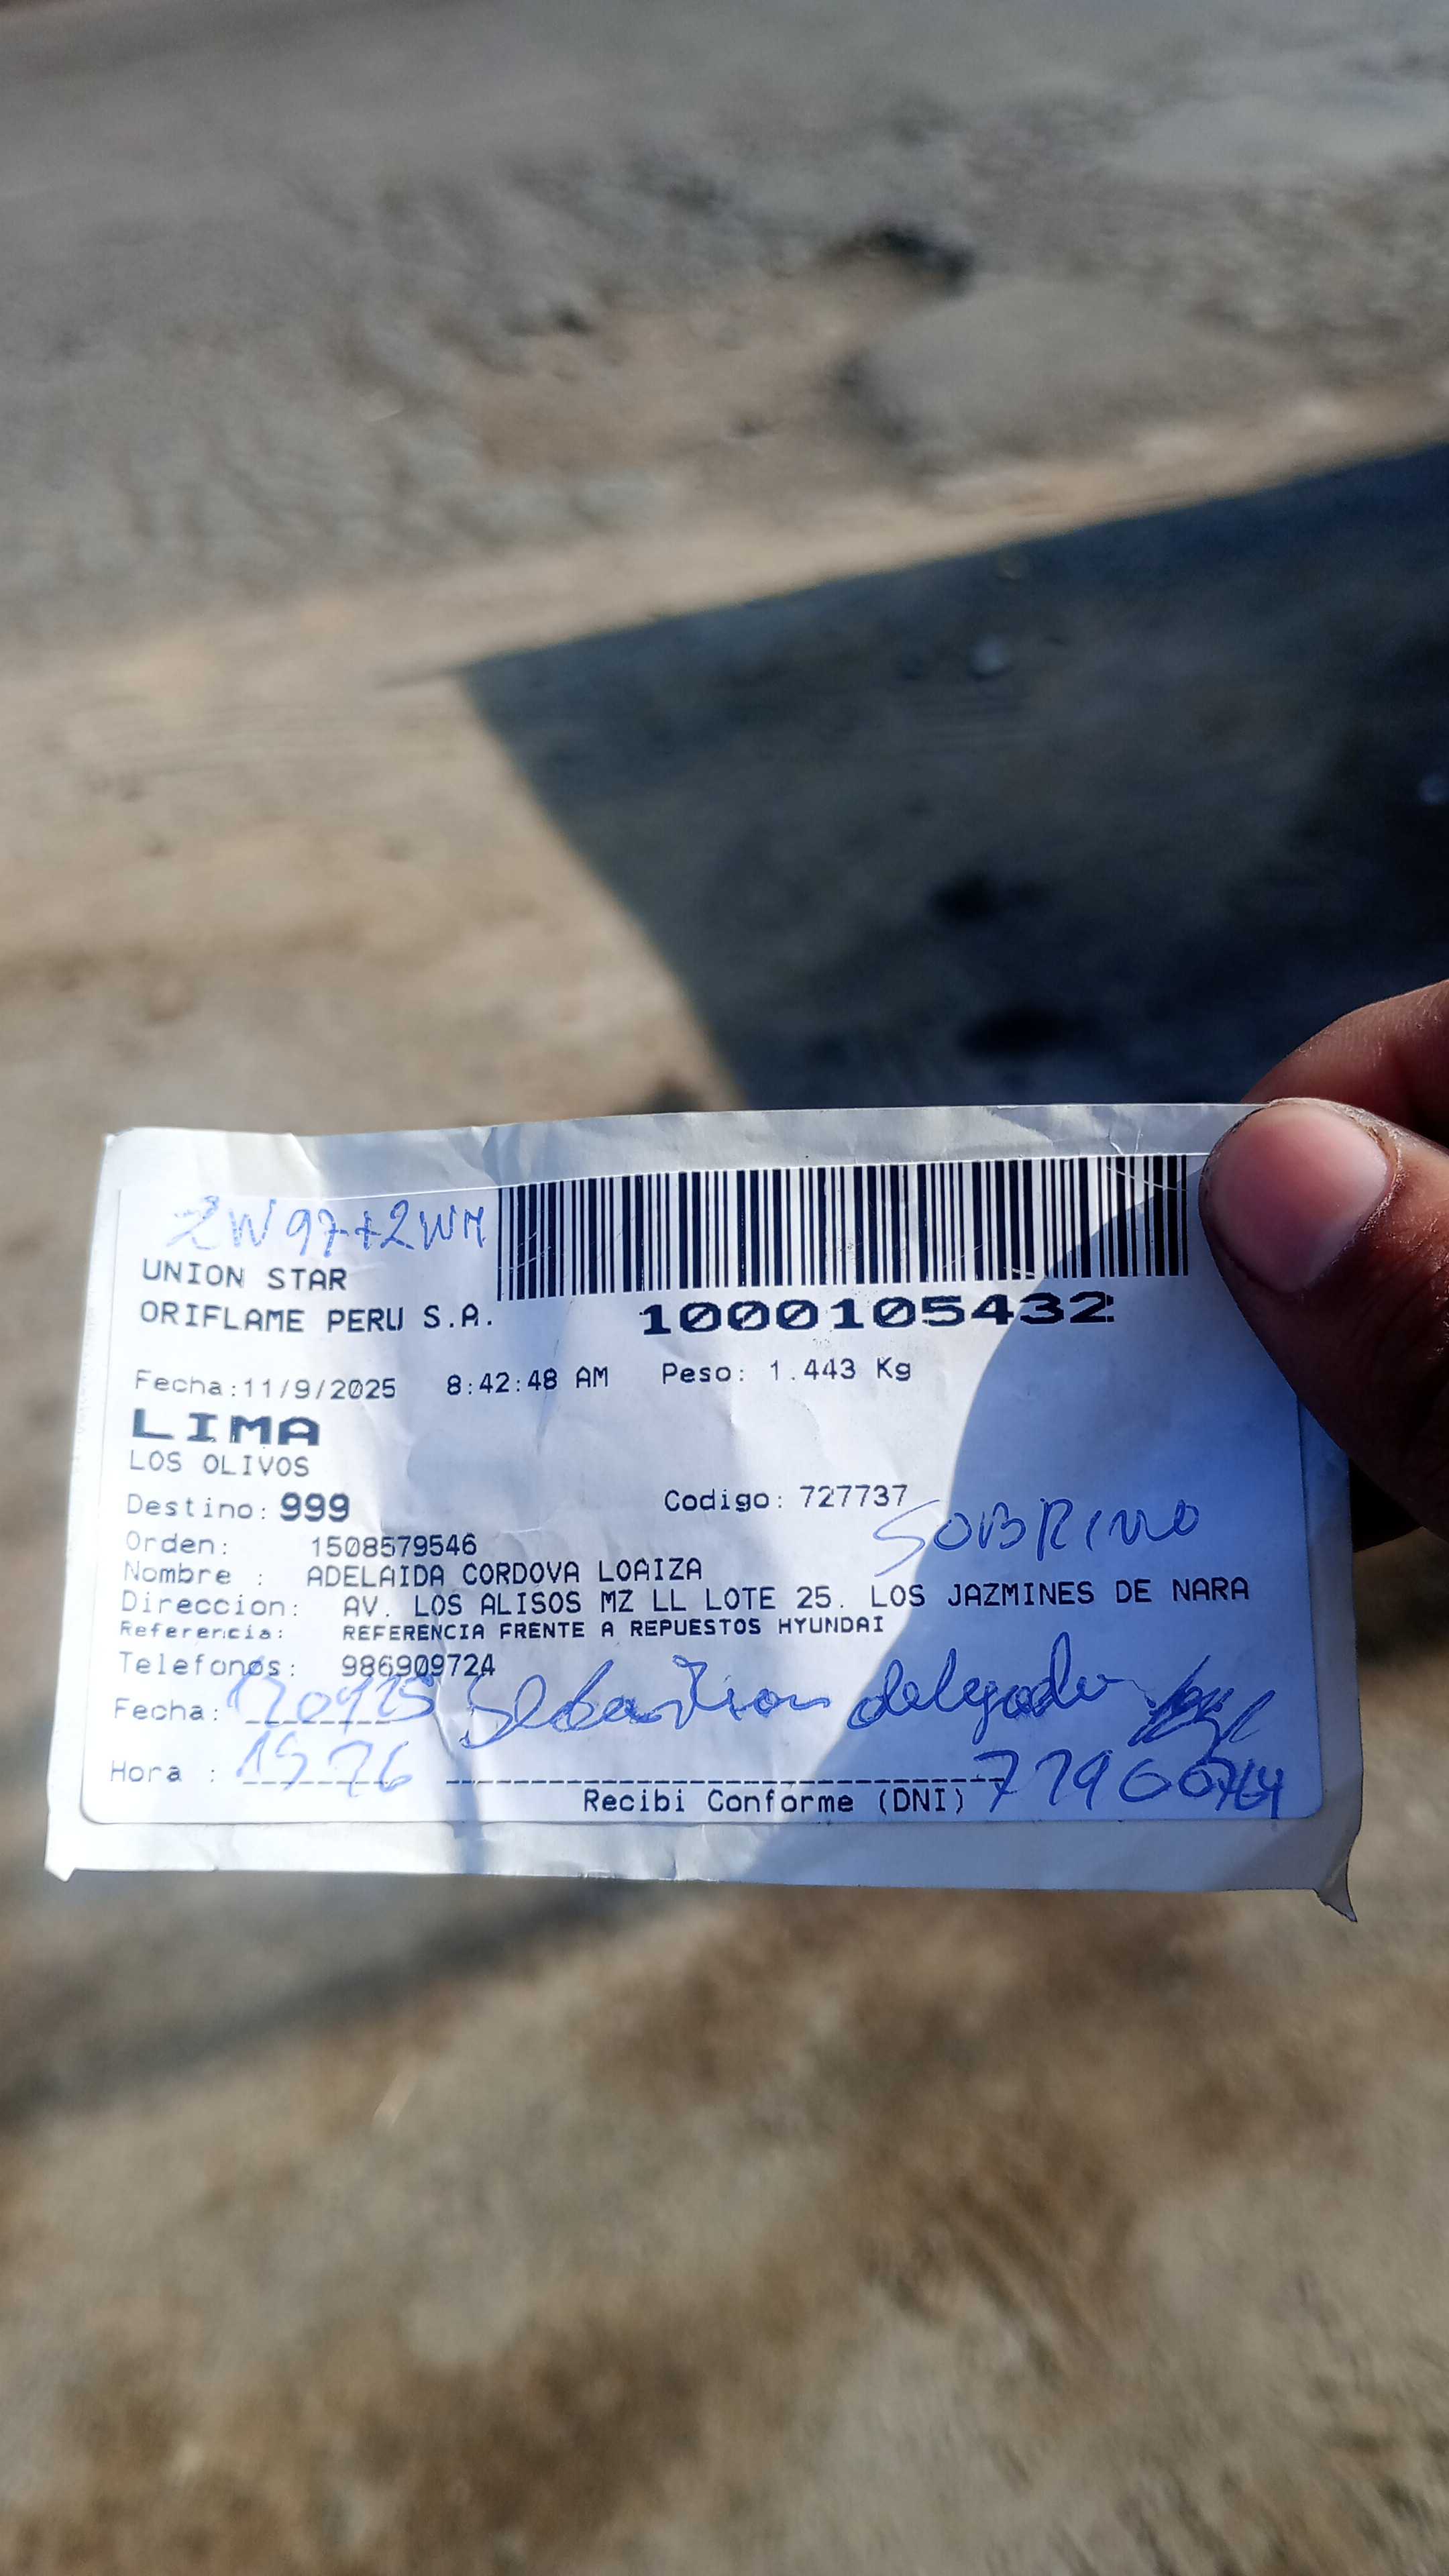 2W97+2WM
UNION STAR
ORIFLAME PERU S.A.
1000105432
Fecha:11/9/2025 8:42:48 AM Peso: 1.443 Kg
LIMA
LOS OLIVOS
Destino: 999 Codigo: 727737
SOBRINO
Orden: 1508579546
Nombre : ADELAIDA CORDOVA LOAIZA
Direccion: AV. LOS ALISOS MZ LL LOTE 25. LOS JAZMINES DE NARA
Referencia: REFERENCIA FRENTE A REPUESTOS HYUNDAI
Telefonos: 986909724
Fecha: Sebastian delgado
Hora :
Recibi Conforme (DNI)